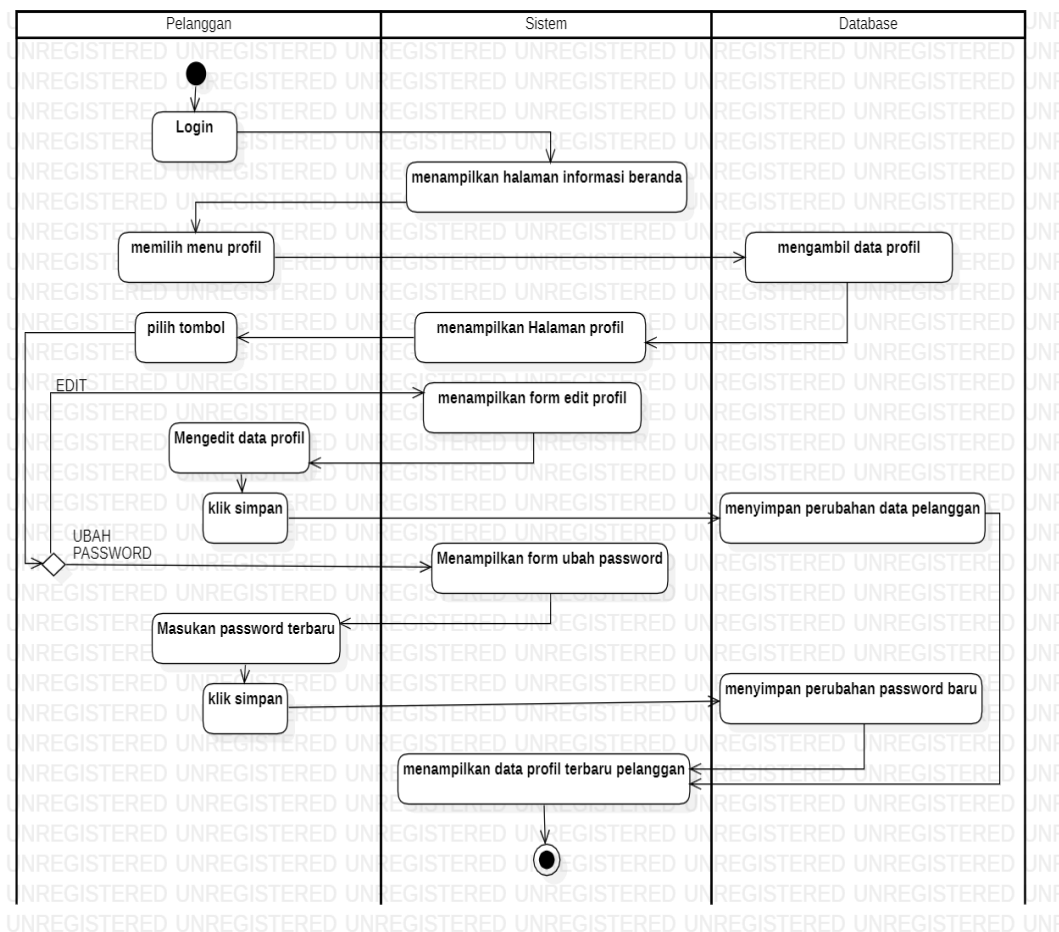 Pelanggan
Sistem
Database
Login
menampilkan halaman informasi beranda
memilih menu profil
mengambil data profil
pilih tombol
menampilkan Halaman profil
EDIT
menampilkan form edit profil
Mengedit data profil
klik simpan
menyimpan perubahan data pelanggan
UBAH
PASSWORD
Menampilkan form ubah password
Masukan password terbaru
klik simpan
menyimpan perubahan password baru
menampilkan data profil terbaru pelanggan
UNREGISTERED